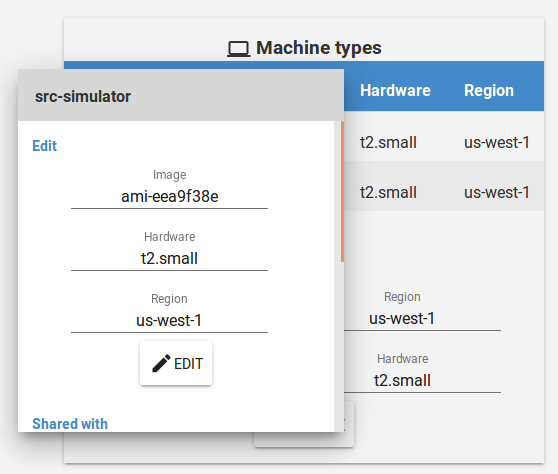 Machine types
Hardware Region
t2.small us-west-1
t2.small us-west-1
Region
us-west-1
Hardware
t2.small
src-simulator
Edit
Image
ami-eea9f38e
Hardware
t2.small
Region
us-west-1
EDIT
Shared with